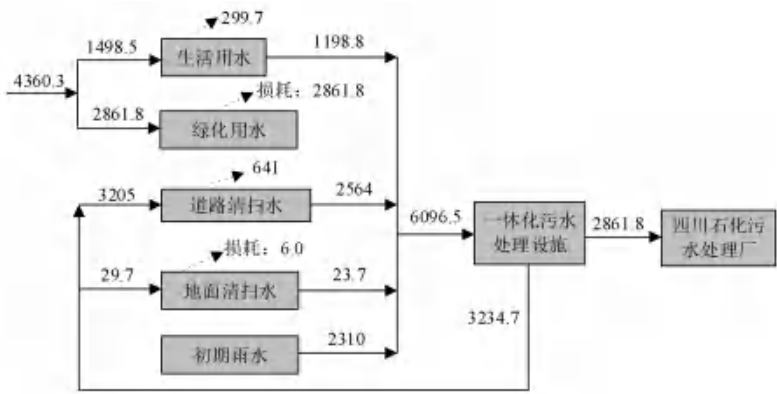 299.7
1498.5
生活用水
1198.8
4360.3
2861.8
损耗：2861.8
绿化用水
641
3205
道路清扫水
2564
6096.5
一体化污水
处理设施
2861.8
四川石化污
水处理厂
损耗：6.0
29.7
地面清扫水
23.7
3234.7
初期雨水
2310